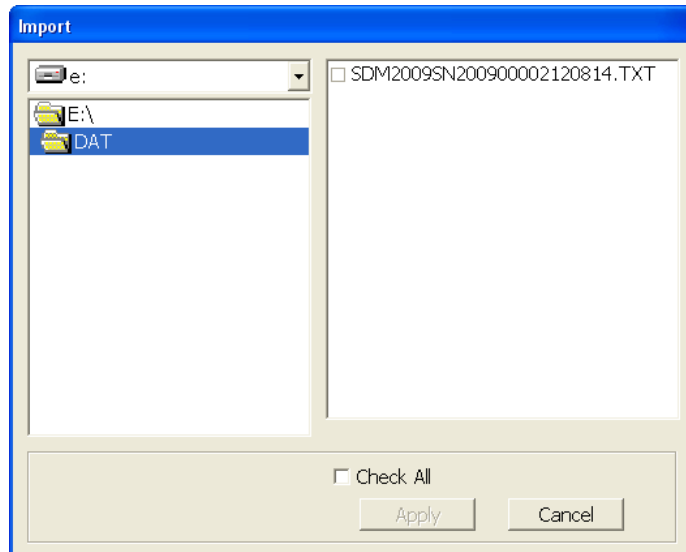 Import
e:
E:\
DAT
SDM2009SN200900002120814.TXT
Check All
Apply
Cancel